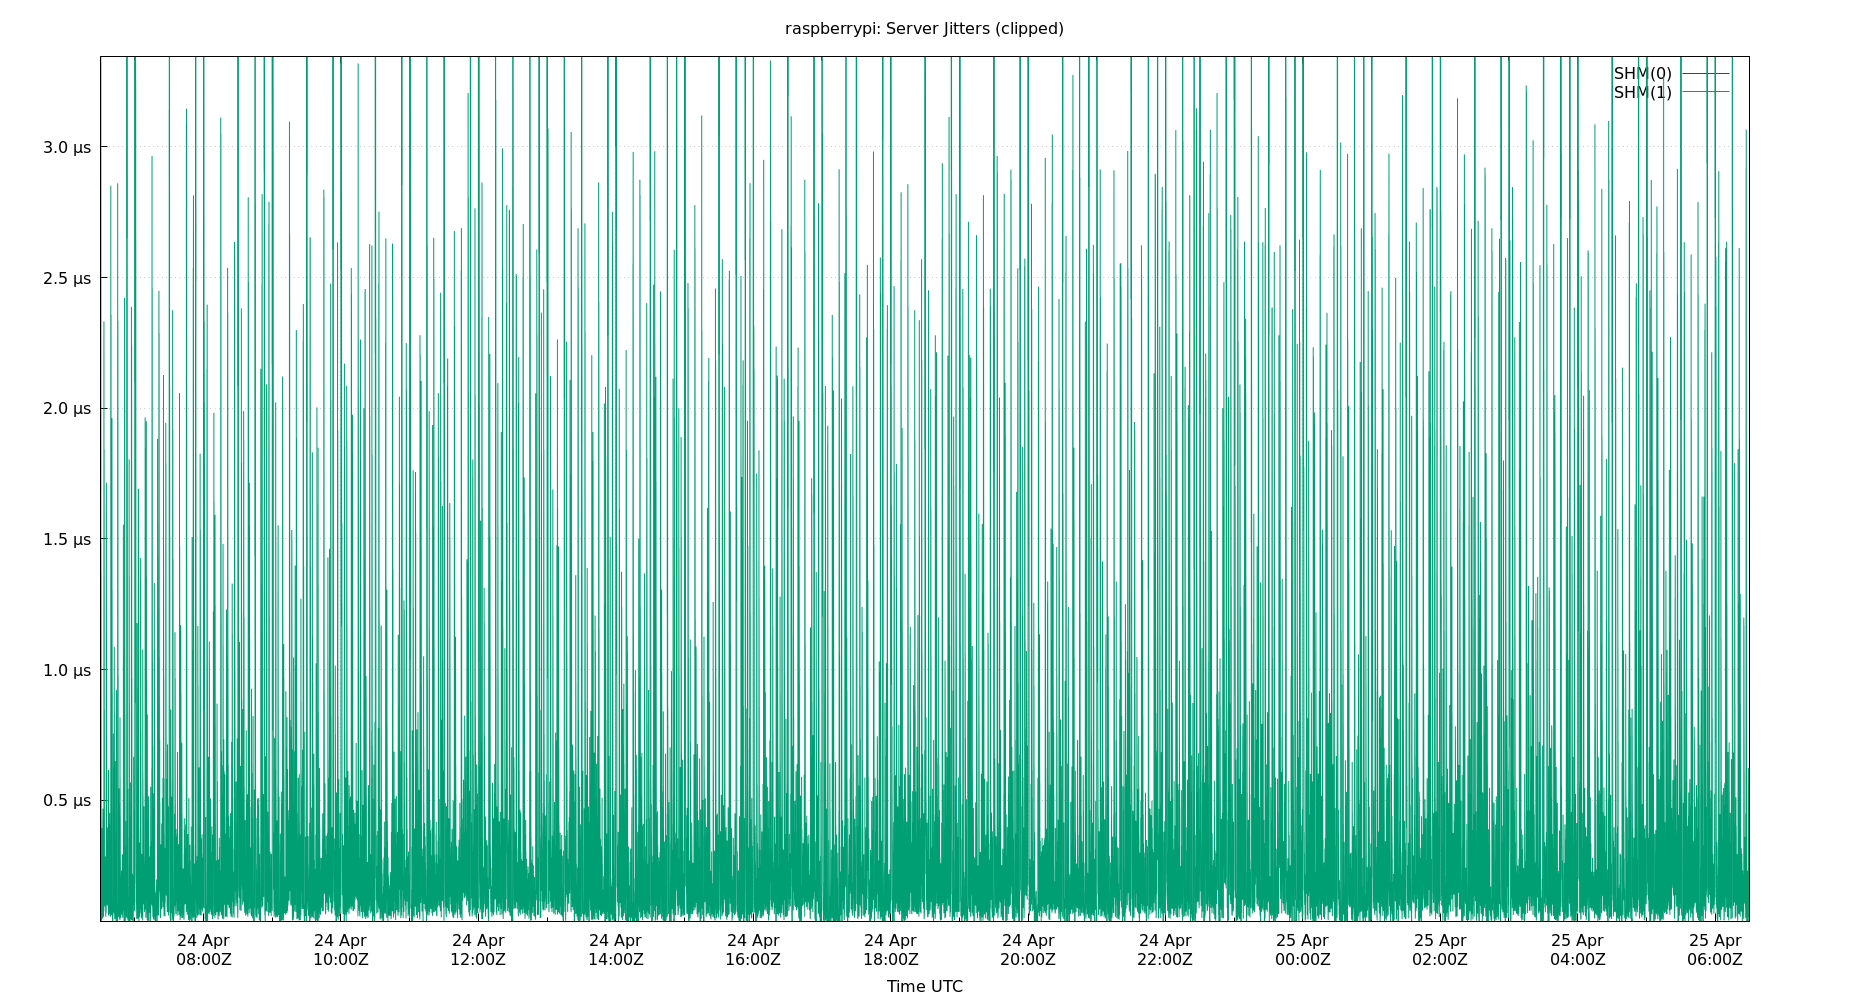 raspberrypi: Server Jitters (clipped)
SHM(0)
SHM(1)
3.0 µs
2.5 µs
2.0 µs
1.5 µs
1.0 µs
0.5 µs
24 Apr 24 Apr 24 Apr 24 Apr 24 Apr 24 Apr 24 Apr 24 Apr 25 Apr 25 Apr 25 Apr 25 Apr
08:00Z 10:00Z 12:00Z 14:00Z 16:00Z 18:00Z 20:00Z 22:00Z 00:00Z 02:00Z 04:00Z 06:00Z
Time UTC